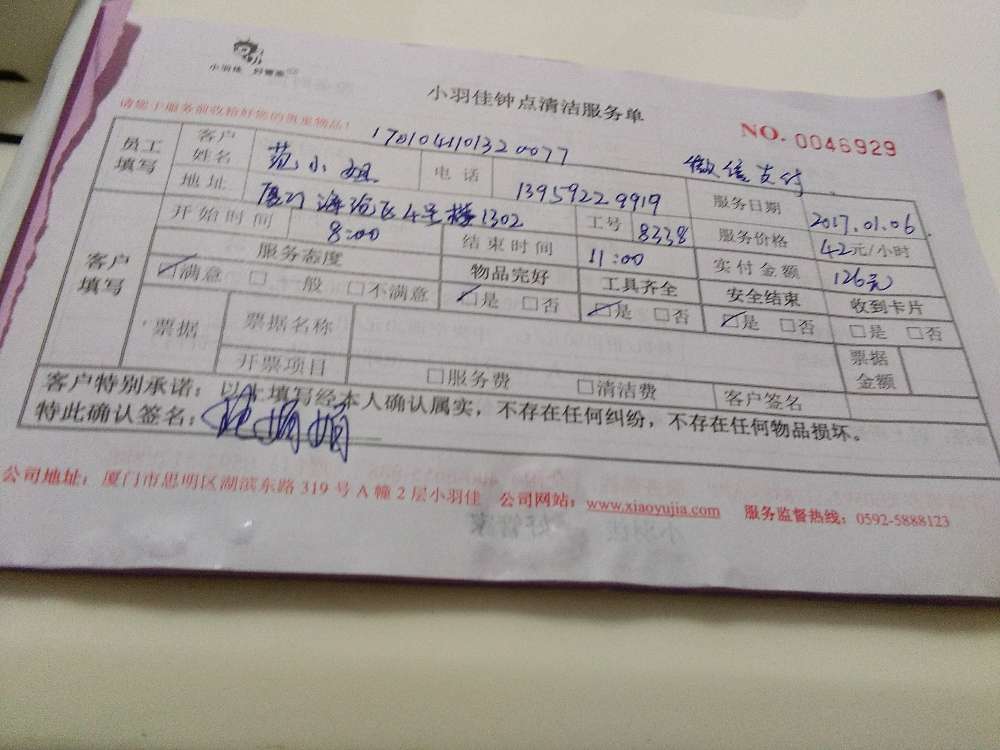 小羽佳 好管家
小羽佳钟点清洁服务单
请您于服务前收拾好您的贵重物品!
NO. 0046929
1701041101320077
微信支付
员工填写 客户姓名 范小姐 电话 13959229919 服务日期 2017.01.06.
地址 厦门海沧区4号楼1302 工号 8338 服务价格 42元/小时
客户填写 开始时间 8:00 结束时间 11:00 实付金额 126元
服务态度 物品完好 工具齐全 安全结束 收到卡片
☑满意 □一般 □不满意 ☑是 □否 ☑是 □否 ☑是 □否 □是 □否
票据 票据名称 票据金额
开票项目 □服务费 □清洁费 客户签名
客户特别承诺:以上填写经本人确认属实,不存在任何纠纷,不存在任何物品损坏。
特此确认签名:
公司地址:厦门市思明区湖滨东路 319 号 A 幢 2 层小羽佳 公司网站:www.xiaoyujia.com 服务监督热线:0592-5888123